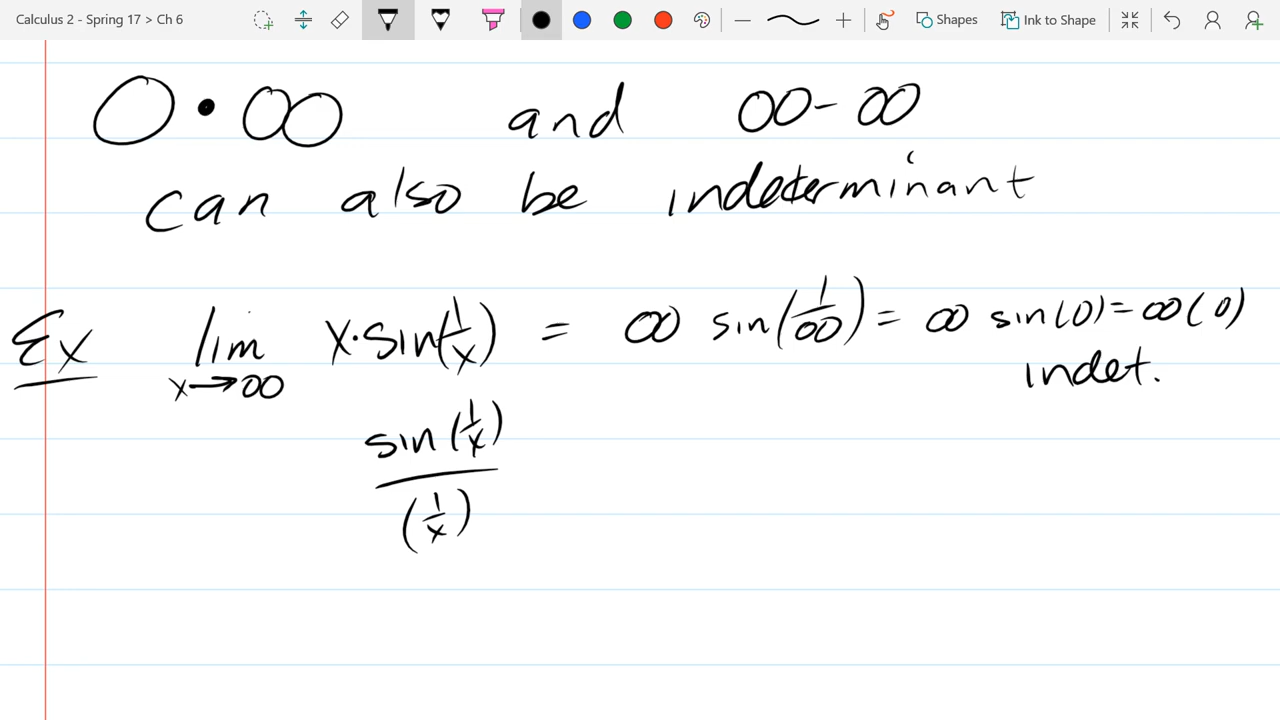 Calculus 2 - Spring 17 > Ch 6 Shapes Ink to Shape
0 • ∞ and ∞ - ∞
can also be indeterminant
Ex lim x→∞ x·sin(1/x) = ∞ sin(1/∞) = ∞ sin(0) = ∞(0)
indet.
sin(1/x)
(1/x)